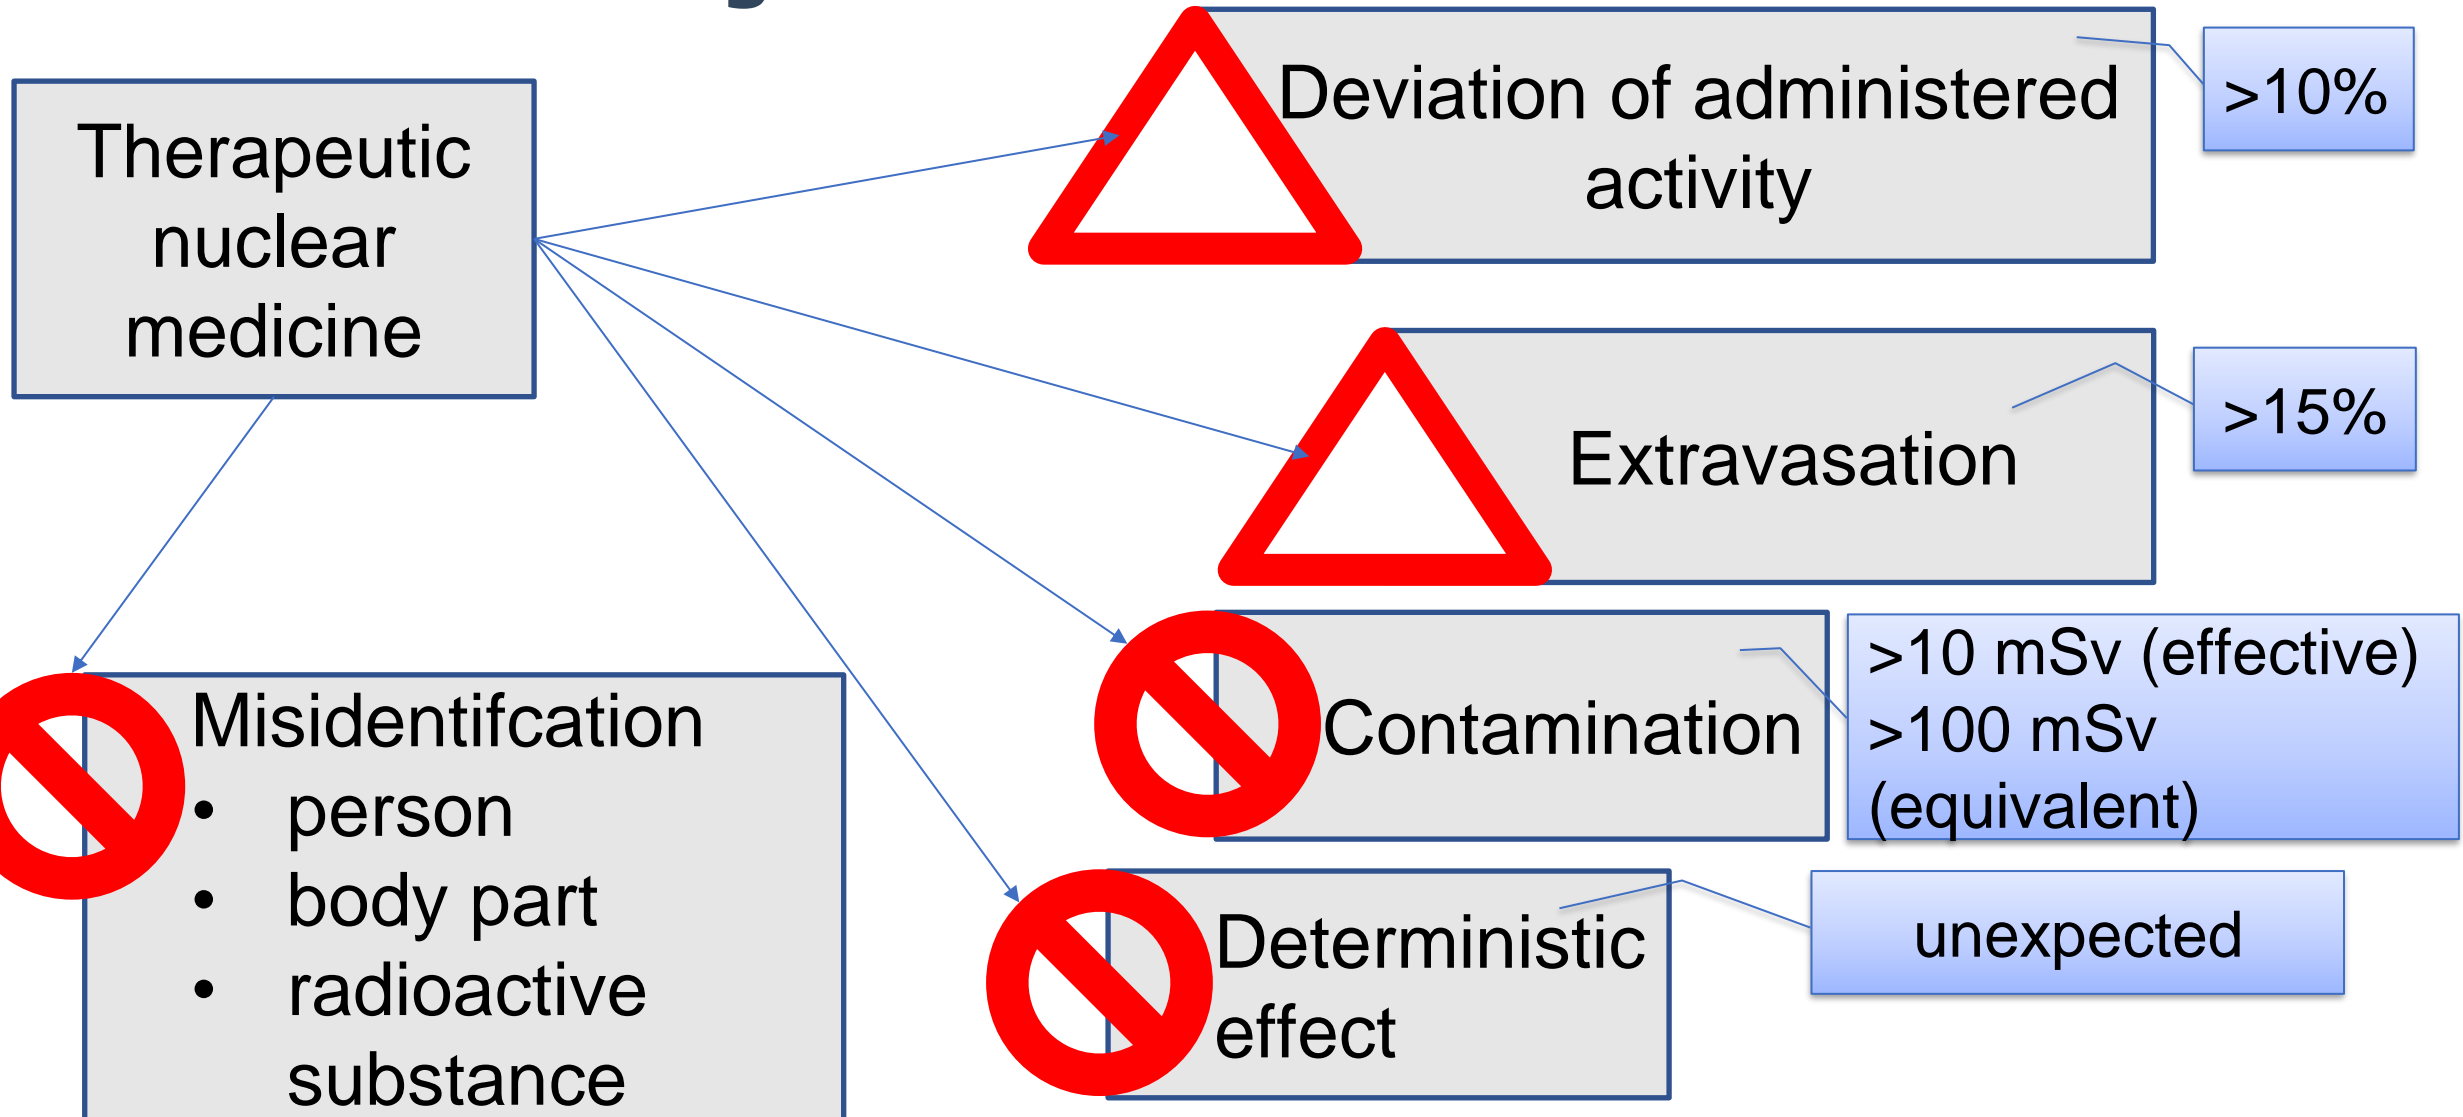 Therapeutic
nuclear
medicine
Deviation of administered
activity
>10%
Extravasation
>15%
Contamination
>10 mSv (effective)
>100 mSv
(equivalent)
Deterministic
effect
unexpected
Misidentifcation
• person
• body part
• radioactive
substance